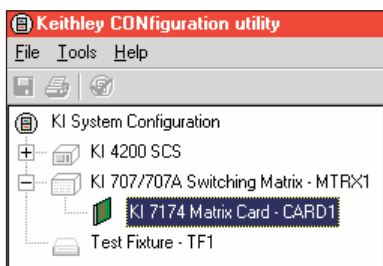 Keithley CONfiguration utility
File Tools Help
KI System Configuration
KI 4200 SCS
KI 707/707A Switching Matrix - MTRX1
KI 7174 Matrix Card - CARD1
Test Fixture - TF1